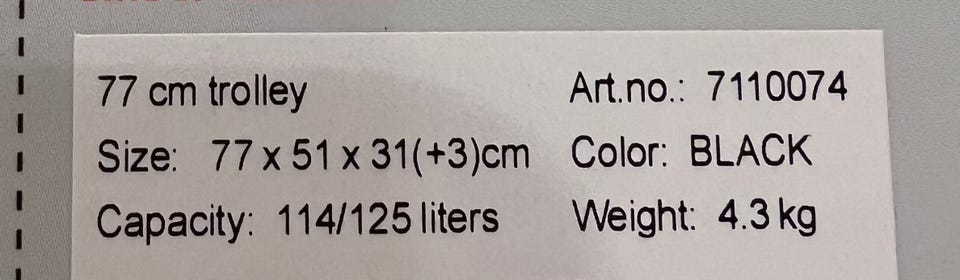 77 cm trolley Art.no.: 7110074
Size: 77 x 51 x 31(+3)cm Color: BLACK
Capacity: 114/125 liters Weight: 4.3 kg